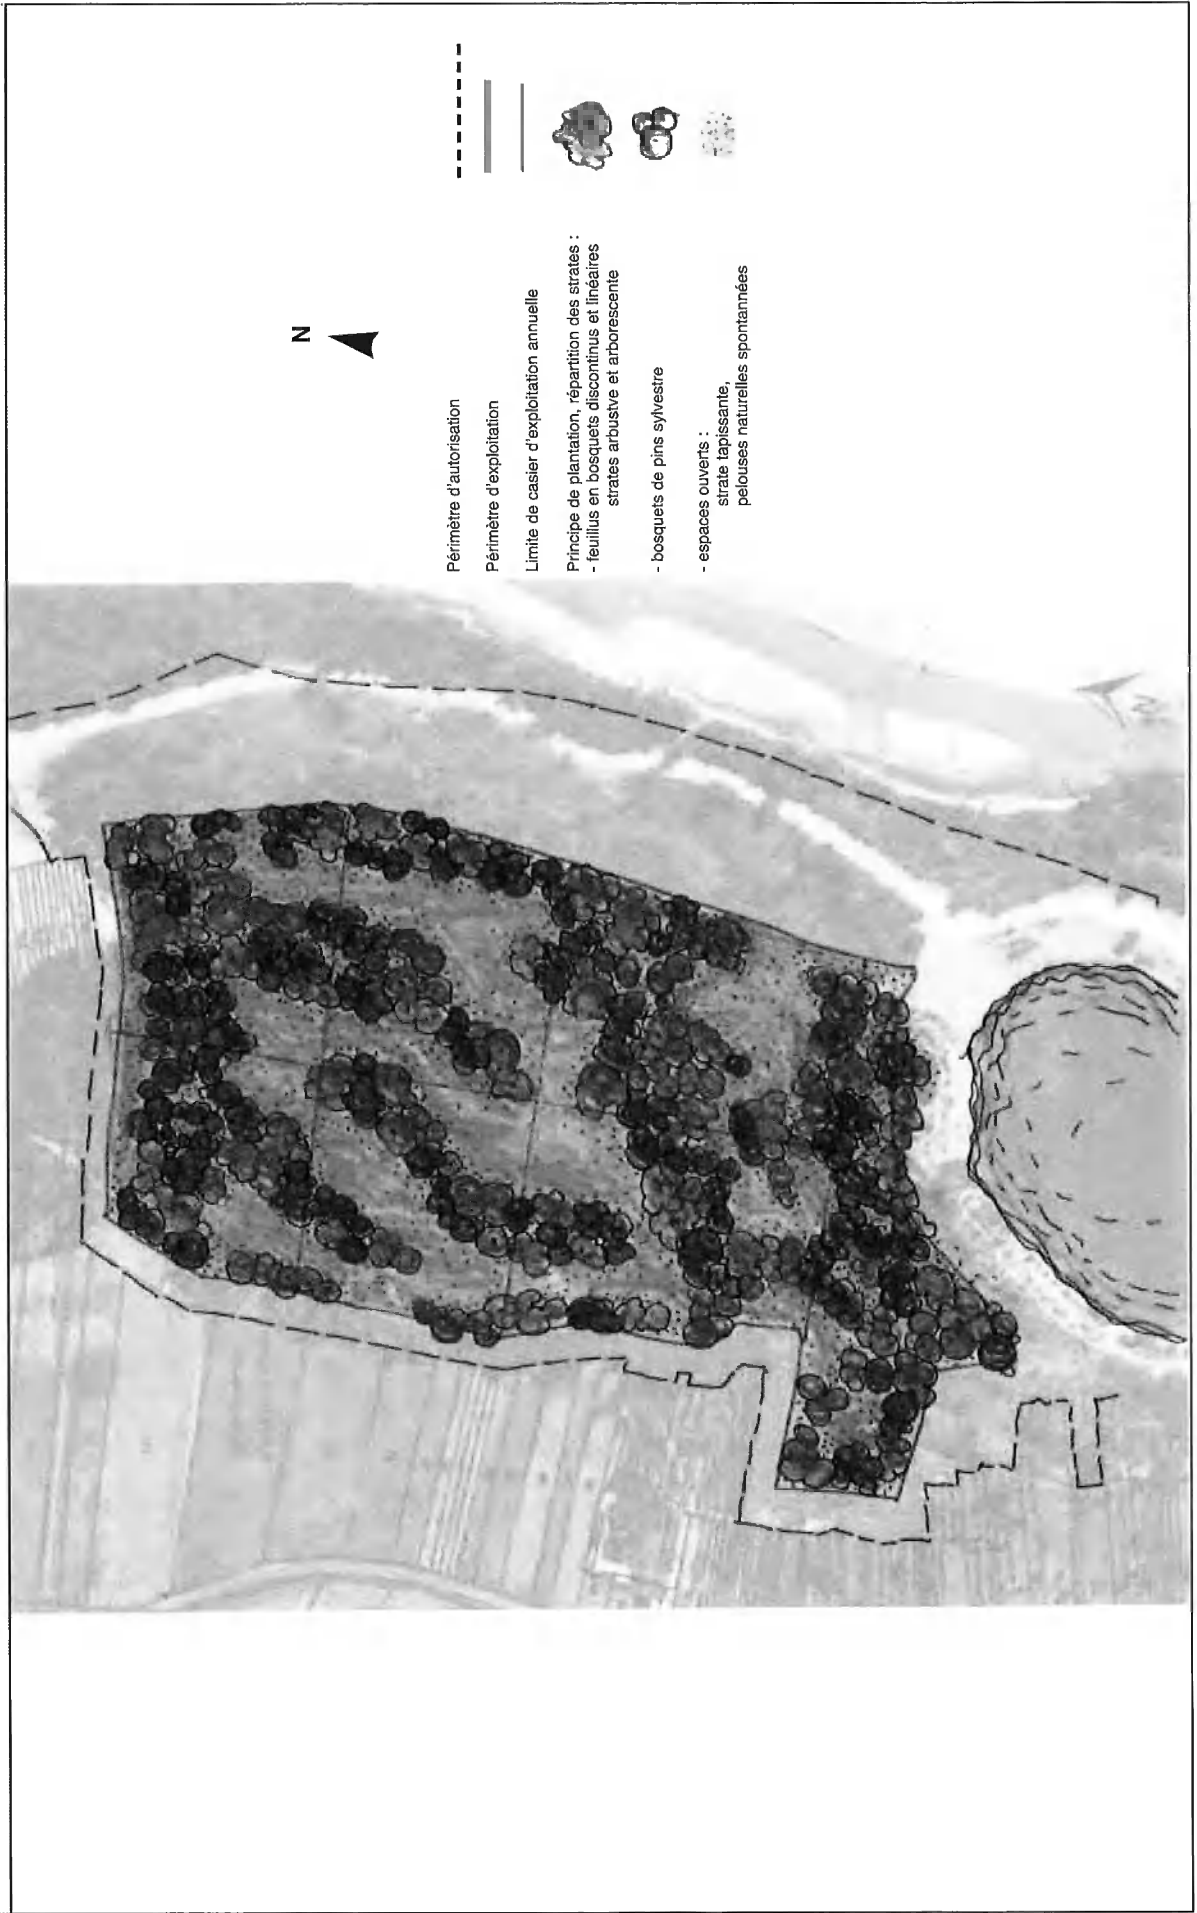 N
Périmètre d'autorisation
Périmètre d'exploitation
Limite de casier d'exploitation annuelle
Principe de plantation, répartition des strates :
- feuillus en bosquets discontinus et linéaires
strates arbustve et arborescente
- bosquets de pins sylvestre
- espaces ouverts :
strate tapissante,
pelouses naturelles spontannées
N